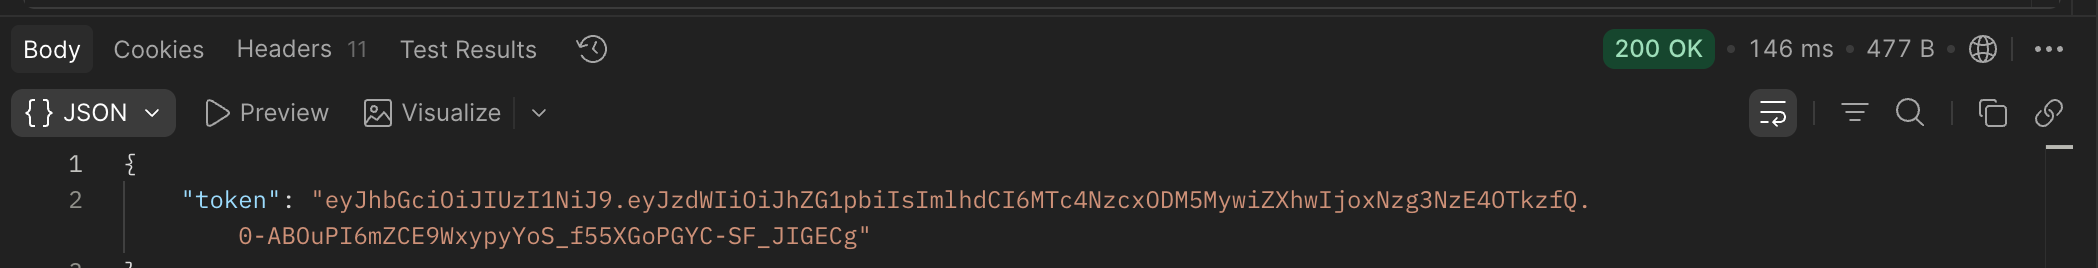 Body Cookies Headers 11 Test Results 200 OK • 146 ms • 477 B •
{} JSON Preview Visualize
1 {
2 "token": "eyJhbGciOiJIUzI1NiJ9.eyJzdWIiOiJhZG1pbiIsImlhdCI6MTc4NzcxODM5MywiZXhwIjoxNzg3NzE4OTkzfQ.
0-ABOuPI6mZCE9WxypyYoS_f55XGoPGYC-SF_JIGECg"